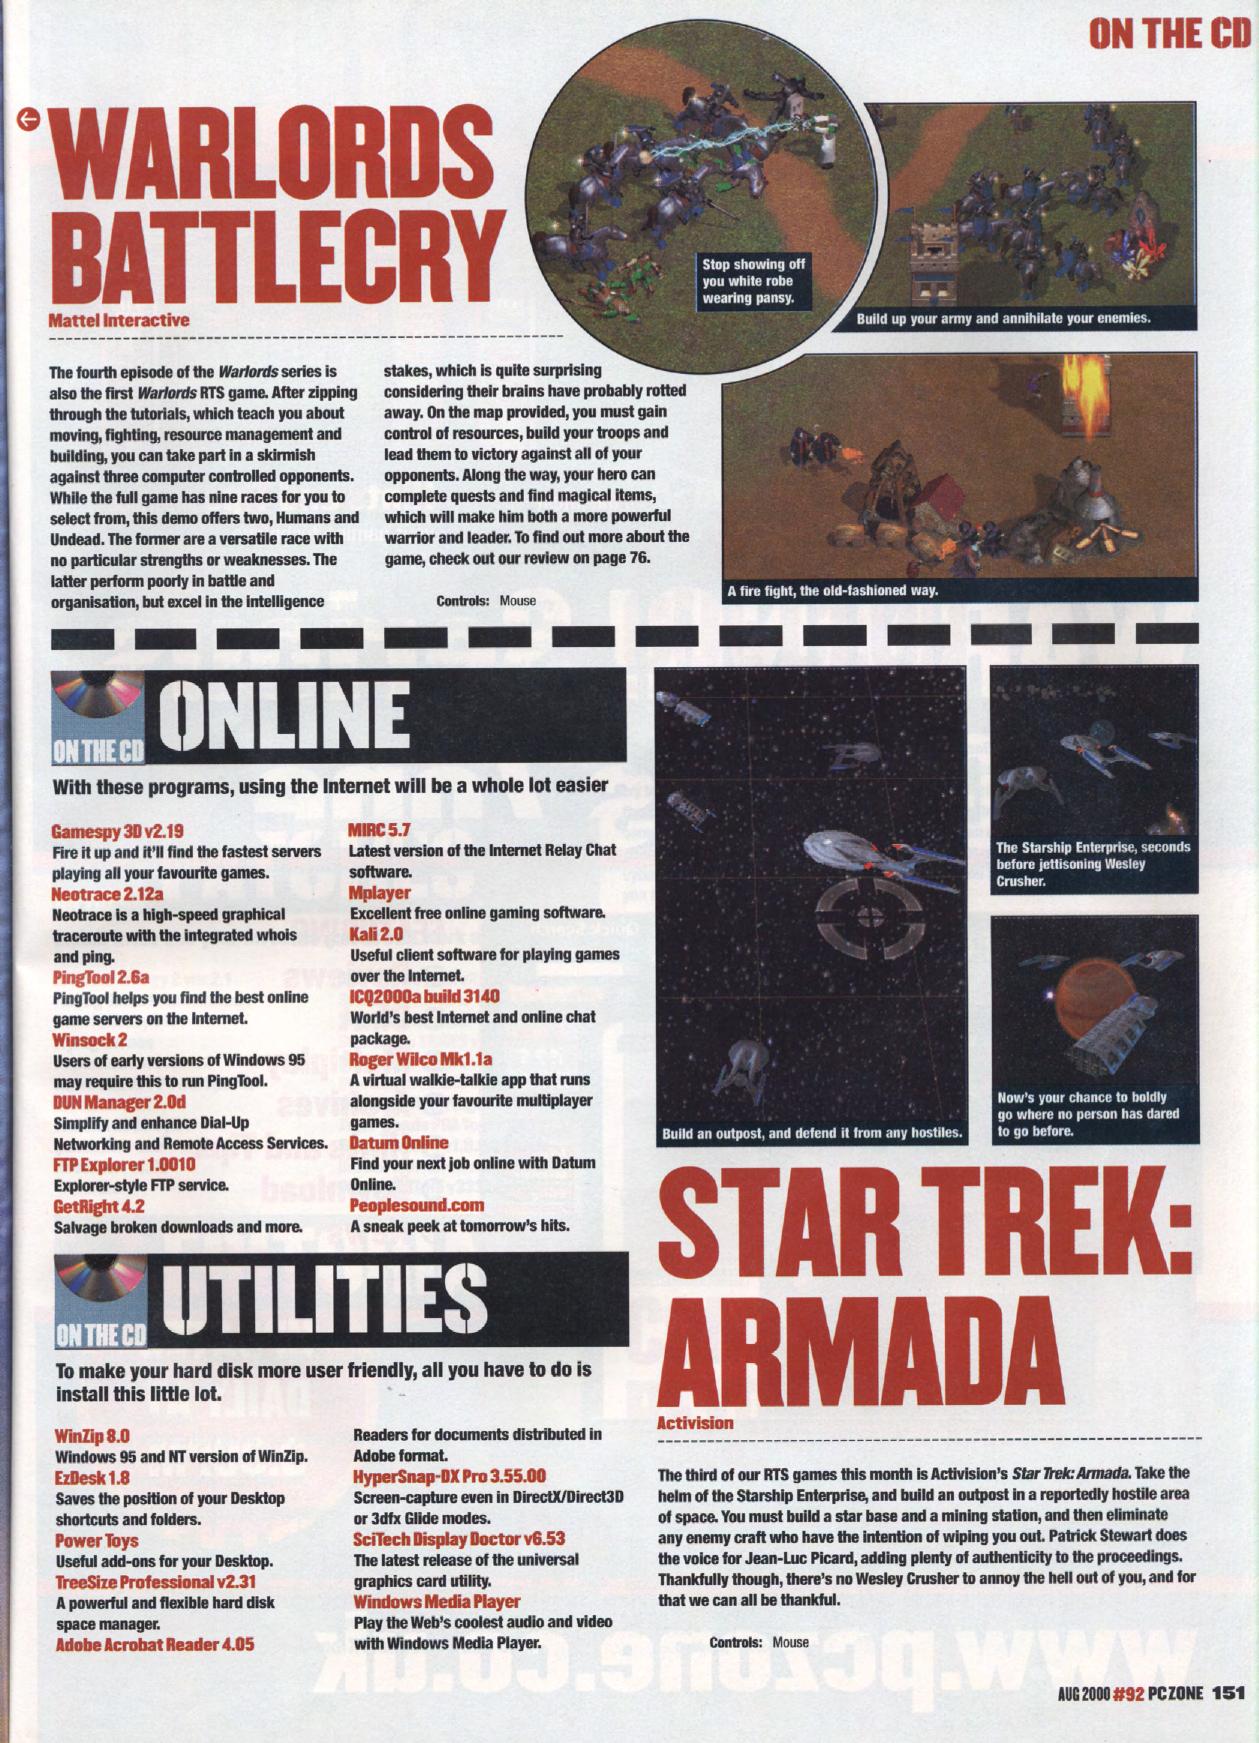 ON THE CD
WARLORDS
BATTLECRY
Mattel Interactive
Stop showing off
you white robe
wearing pansy.
Build up your army and annihilate your enemies.
The fourth episode of the Warlords series is
also the first Warlords RTS game. After zipping
through the tutorials, which teach you about
moving, fighting, resource management and
building, you can take part in a skirmish
against three computer controlled opponents.
While the full game has nine races for you to
select from, this demo offers two, Humans and
Undead. The former are a versatile race with
no particular strengths or weaknesses. The
latter perform poorly in battle and
organisation, but excel in the intelligence
stakes, which is quite surprising
considering their brains have probably rotted
away. On the map provided, you must gain
control of resources, build your troops and
lead them to victory against all of your
opponents. Along the way, your hero can
complete quests and find magical items,
which will make him both a more powerful
warrior and leader. To find out more about the
game, check out our review on page 76.
Controls: Mouse
A fire fight, the old-fashioned way.
ON THE CD
ONLINE
With these programs, using the Internet will be a whole lot easier
Gamespy 3D v2.19
Fire it up and it'll find the fastest servers
playing all your favourite games.
Neotrace 2.12a
Neotrace is a high-speed graphical
traceroute with the integrated whois
and ping.
PingTool 2.6a
PingTool helps you find the best online
game servers on the Internet.
Winsock 2
Users of early versions of Windows 95
may require this to run PingTool.
DUN Manager 2.0d
Simplify and enhance Dial-Up
Networking and Remote Access Services.
FTP Explorer 1.0010
Explorer-style FTP service.
GetRight 4.2
Salvage broken downloads and more.
MIRC 5.7
Latest version of the Internet Relay Chat
software.
Mplayer
Excellent free online gaming software.
Kali 2.0
Useful client software for playing games
over the Internet.
ICQ2000a build 3140
World's best Internet and online chat
package.
Roger Wilco Mk1.1a
A virtual walkie-talkie app that runs
alongside your favourite multiplayer
games.
Datum Online
Find your next job online with Datum
Online.
Peoplesound.com
A sneak peek at tomorrow's hits.
ON THE CD
UTILITIES
To make your hard disk more user friendly, all you have to do is
install this little lot.
WinZip 8.0
Windows 95 and NT version of WinZip.
EzDesk 1.8
Saves the position of your Desktop
shortcuts and folders.
Power Toys
Useful add-ons for your Desktop.
TreeSize Professional v2.31
A powerful and flexible hard disk
space manager.
Adobe Acrobat Reader 4.05
Readers for documents distributed in
Adobe format.
HyperSnap-DX Pro 3.55.00
Screen-capture even in DirectX/Direct3D
or 3dfx Glide modes.
SciTech Display Doctor v6.53
The latest release of the universal
graphics card utility.
Windows Media Player
Play the Web's coolest audio and video
with Windows Media Player.
Build an outpost, and defend it from any hostiles.
The Starship Enterprise, seconds
before jettisoning Wesley
Crusher.
Now's your chance to boldly
go where no person has dared
to go before.
STAR TREK:
ARMADA
Activision
The third of our RTS games this month is Activision's Star Trek: Armada. Take the
helm of the Starship Enterprise, and build an outpost in a reportedly hostile area
of space. You must build a star base and a mining station, and then eliminate
any enemy craft who have the intention of wiping you out. Patrick Stewart does
the voice for Jean-Luc Picard, adding plenty of authenticity to the proceedings.
Thankfully though, there's no Wesley Crusher to annoy the hell out of you, and for
that we can all be thankful.
Controls: Mouse
www.pczone.co.uk
AUG 2000 #92 PC ZONE 151